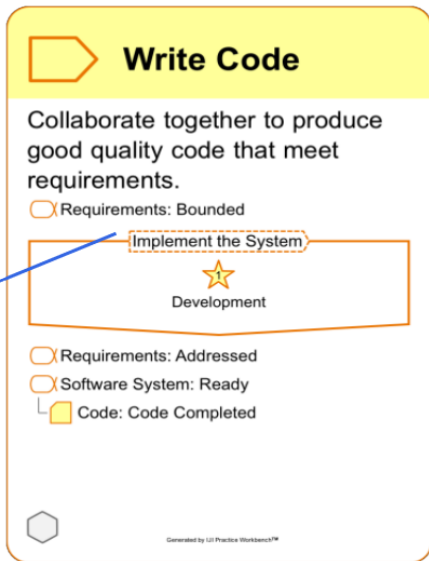 Write Code
Collaborate together to produce
good quality code that meet
requirements.
Requirements: Bounded
Implement the System
1
Development
Requirements: Addressed
Software System: Ready
Code: Code Completed
Generated by IJI Practice Workbench™